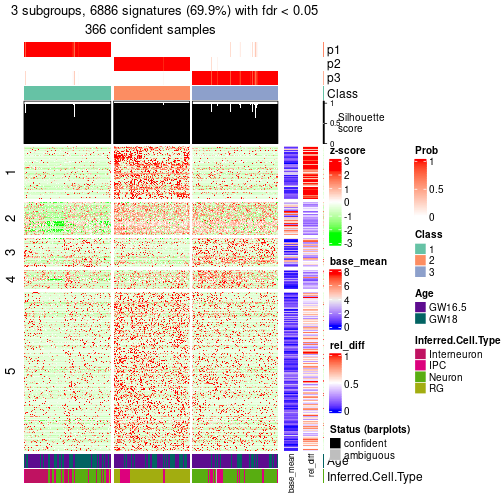 3 subgroups, 6886 signatures (69.9%) with fdr < 0.05
366 confident samples
p1
p2
p3
Class
1
0.5
0
Silhouette
score
1
2
3
4
5
base_mean
rel_diff
Age
Inferred.Cell.Type
z-score
3
2
1
0
-1
-2
-3
base_mean
8
6
4
2
0
rel_diff
1
0.5
0
Status (barplots)
confident
ambiguous
Prob
1
0.5
0
Class
1
2
3
Age
GW16.5
GW18
Inferred.Cell.Type
Interneuron
IPC
Neuron
RG